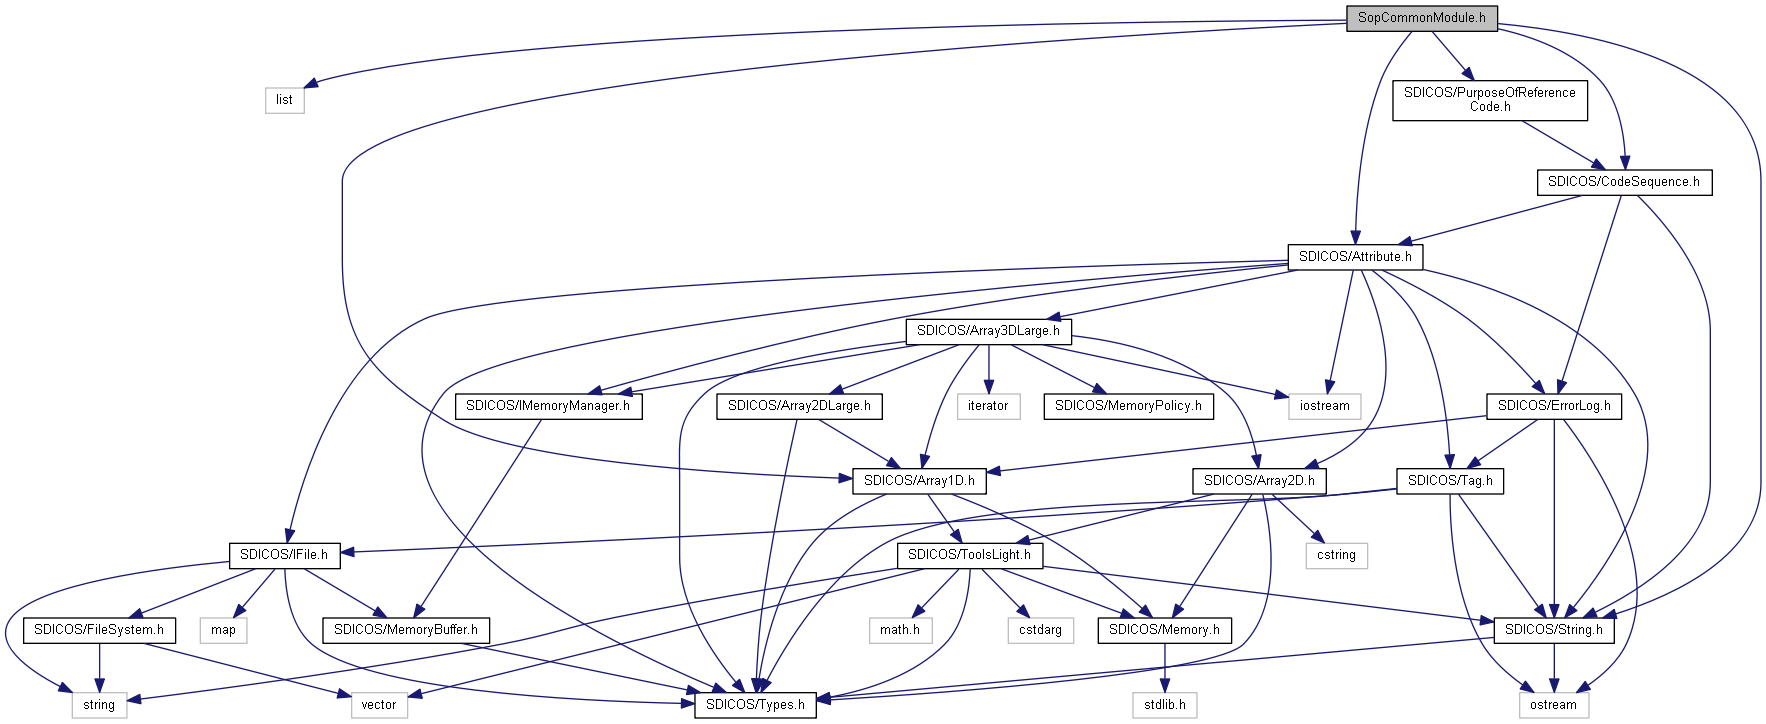 SopCommonModule.h
list
SDICOS/PurposeOfReference
Code.h
SDICOS/CodeSequence.h
SDICOS/Attribute.h
SDICOS/Array3DLarge.h
SDICOS/IMemoryManager.h
SDICOS/Array2DLarge.h
iterator
SDICOS/MemoryPolicy.h
iostream
SDICOS/ErrorLog.h
SDICOS/Array1D.h
SDICOS/Array2D.h
SDICOS/Tag.h
SDICOS/IFile.h
SDICOS/ToolsLight.h
cstring
SDICOS/FileSystem.h
map
SDICOS/MemoryBuffer.h
math.h
cstdarg
SDICOS/Memory.h
SDICOS/String.h
string
vector
SDICOS/Types.h
stdlib.h
ostream